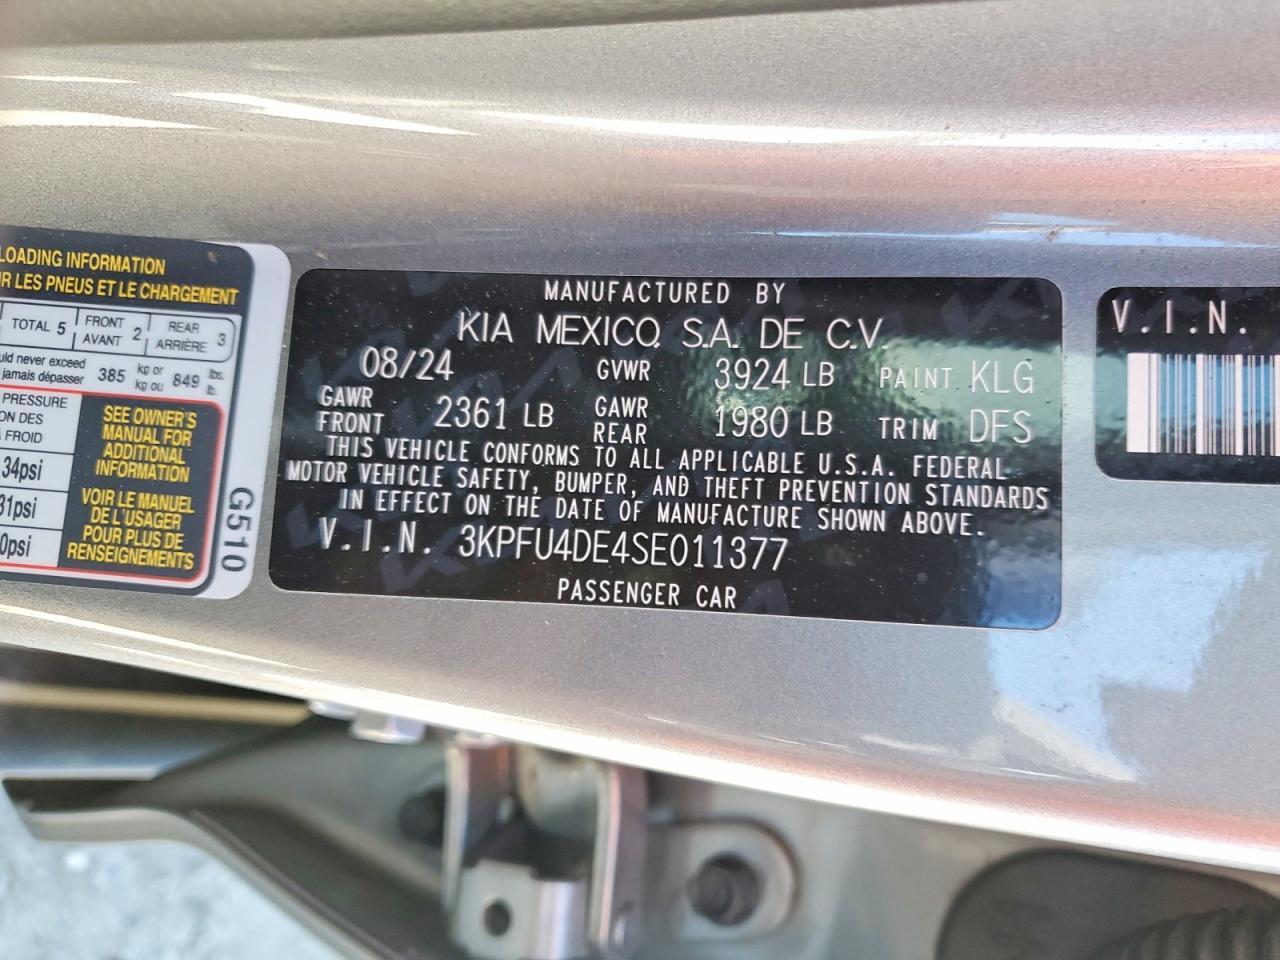 LOADING INFORMATION
LES PNEUS ET LE CHARGEMENT
TOTAL 5
FRONT
AVANT 2
REAR
ARRIÈRE 3
never exceed
jamais dépasser
385 kg or
kg ou 849 lbs.
lb.
PRESSURE
DES
FROID
34psi
31psi
SEE OWNER'S
MANUAL FOR
ADDITIONAL
INFORMATION
VOIR LE MANUEL
DE L'USAGER
POUR PLUS DE
RENSEIGNEMENTS
G510
MANUFACTURED BY
KIA MEXICO, S.A. DE C.V.
08/24 GVWR 3924 LB PAINT KLG
GAWR
FRONT 2361 LB GAWR
REAR 1980 LB TRIM DFS
THIS VEHICLE CONFORMS TO ALL APPLICABLE U.S.A. FEDERAL
MOTOR VEHICLE SAFETY, BUMPER, AND THEFT PREVENTION STANDARDS
IN EFFECT ON THE DATE OF MANUFACTURE SHOWN ABOVE.
V.I.N. 3KPFU4DE4SE011377
PASSENGER CAR
V.I.N.